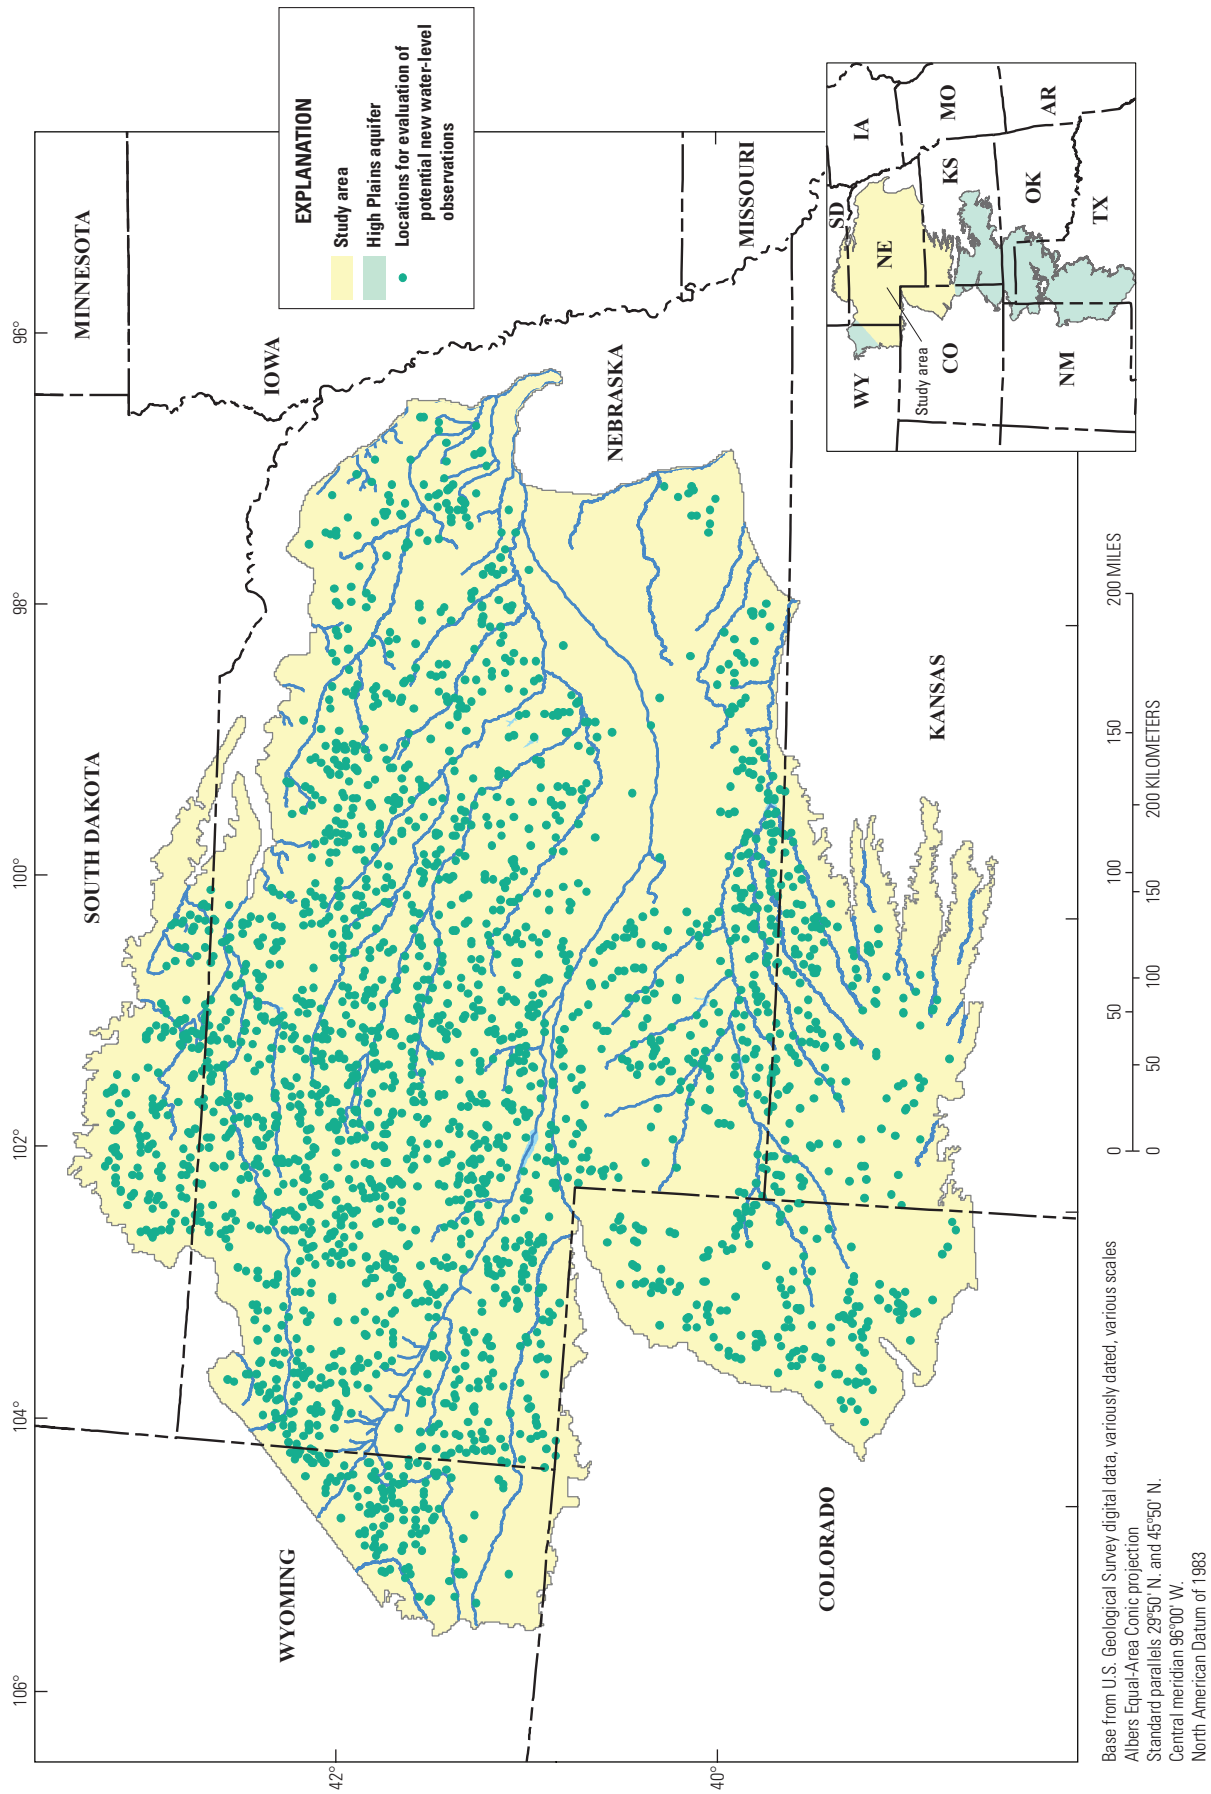 106°
104°
102°
100°
98°
96°
42°
40°
SOUTH DAKOTA
MINNESOTA
WYOMING
IOWA
NEBRASKA
MISSOURI
COLORADO
KANSAS
EXPLANATION
Study area
High Plains aquifer
Locations for evaluation of
potential new water-level
observations
WY
SD
IA
NE
Study area
CO
KS
MO
NM
OK
AR
TX
0
50
100
150
200 MILES
0
50
100
150
200 KILOMETERS
Base from U.S. Geological Survey digital data, variously dated, various scales
Albers Equal-Area Conic projection
Standard parallels 29°50' N. and 45°50' N.
Central meridian 96°00' W.
North American Datum of 1983